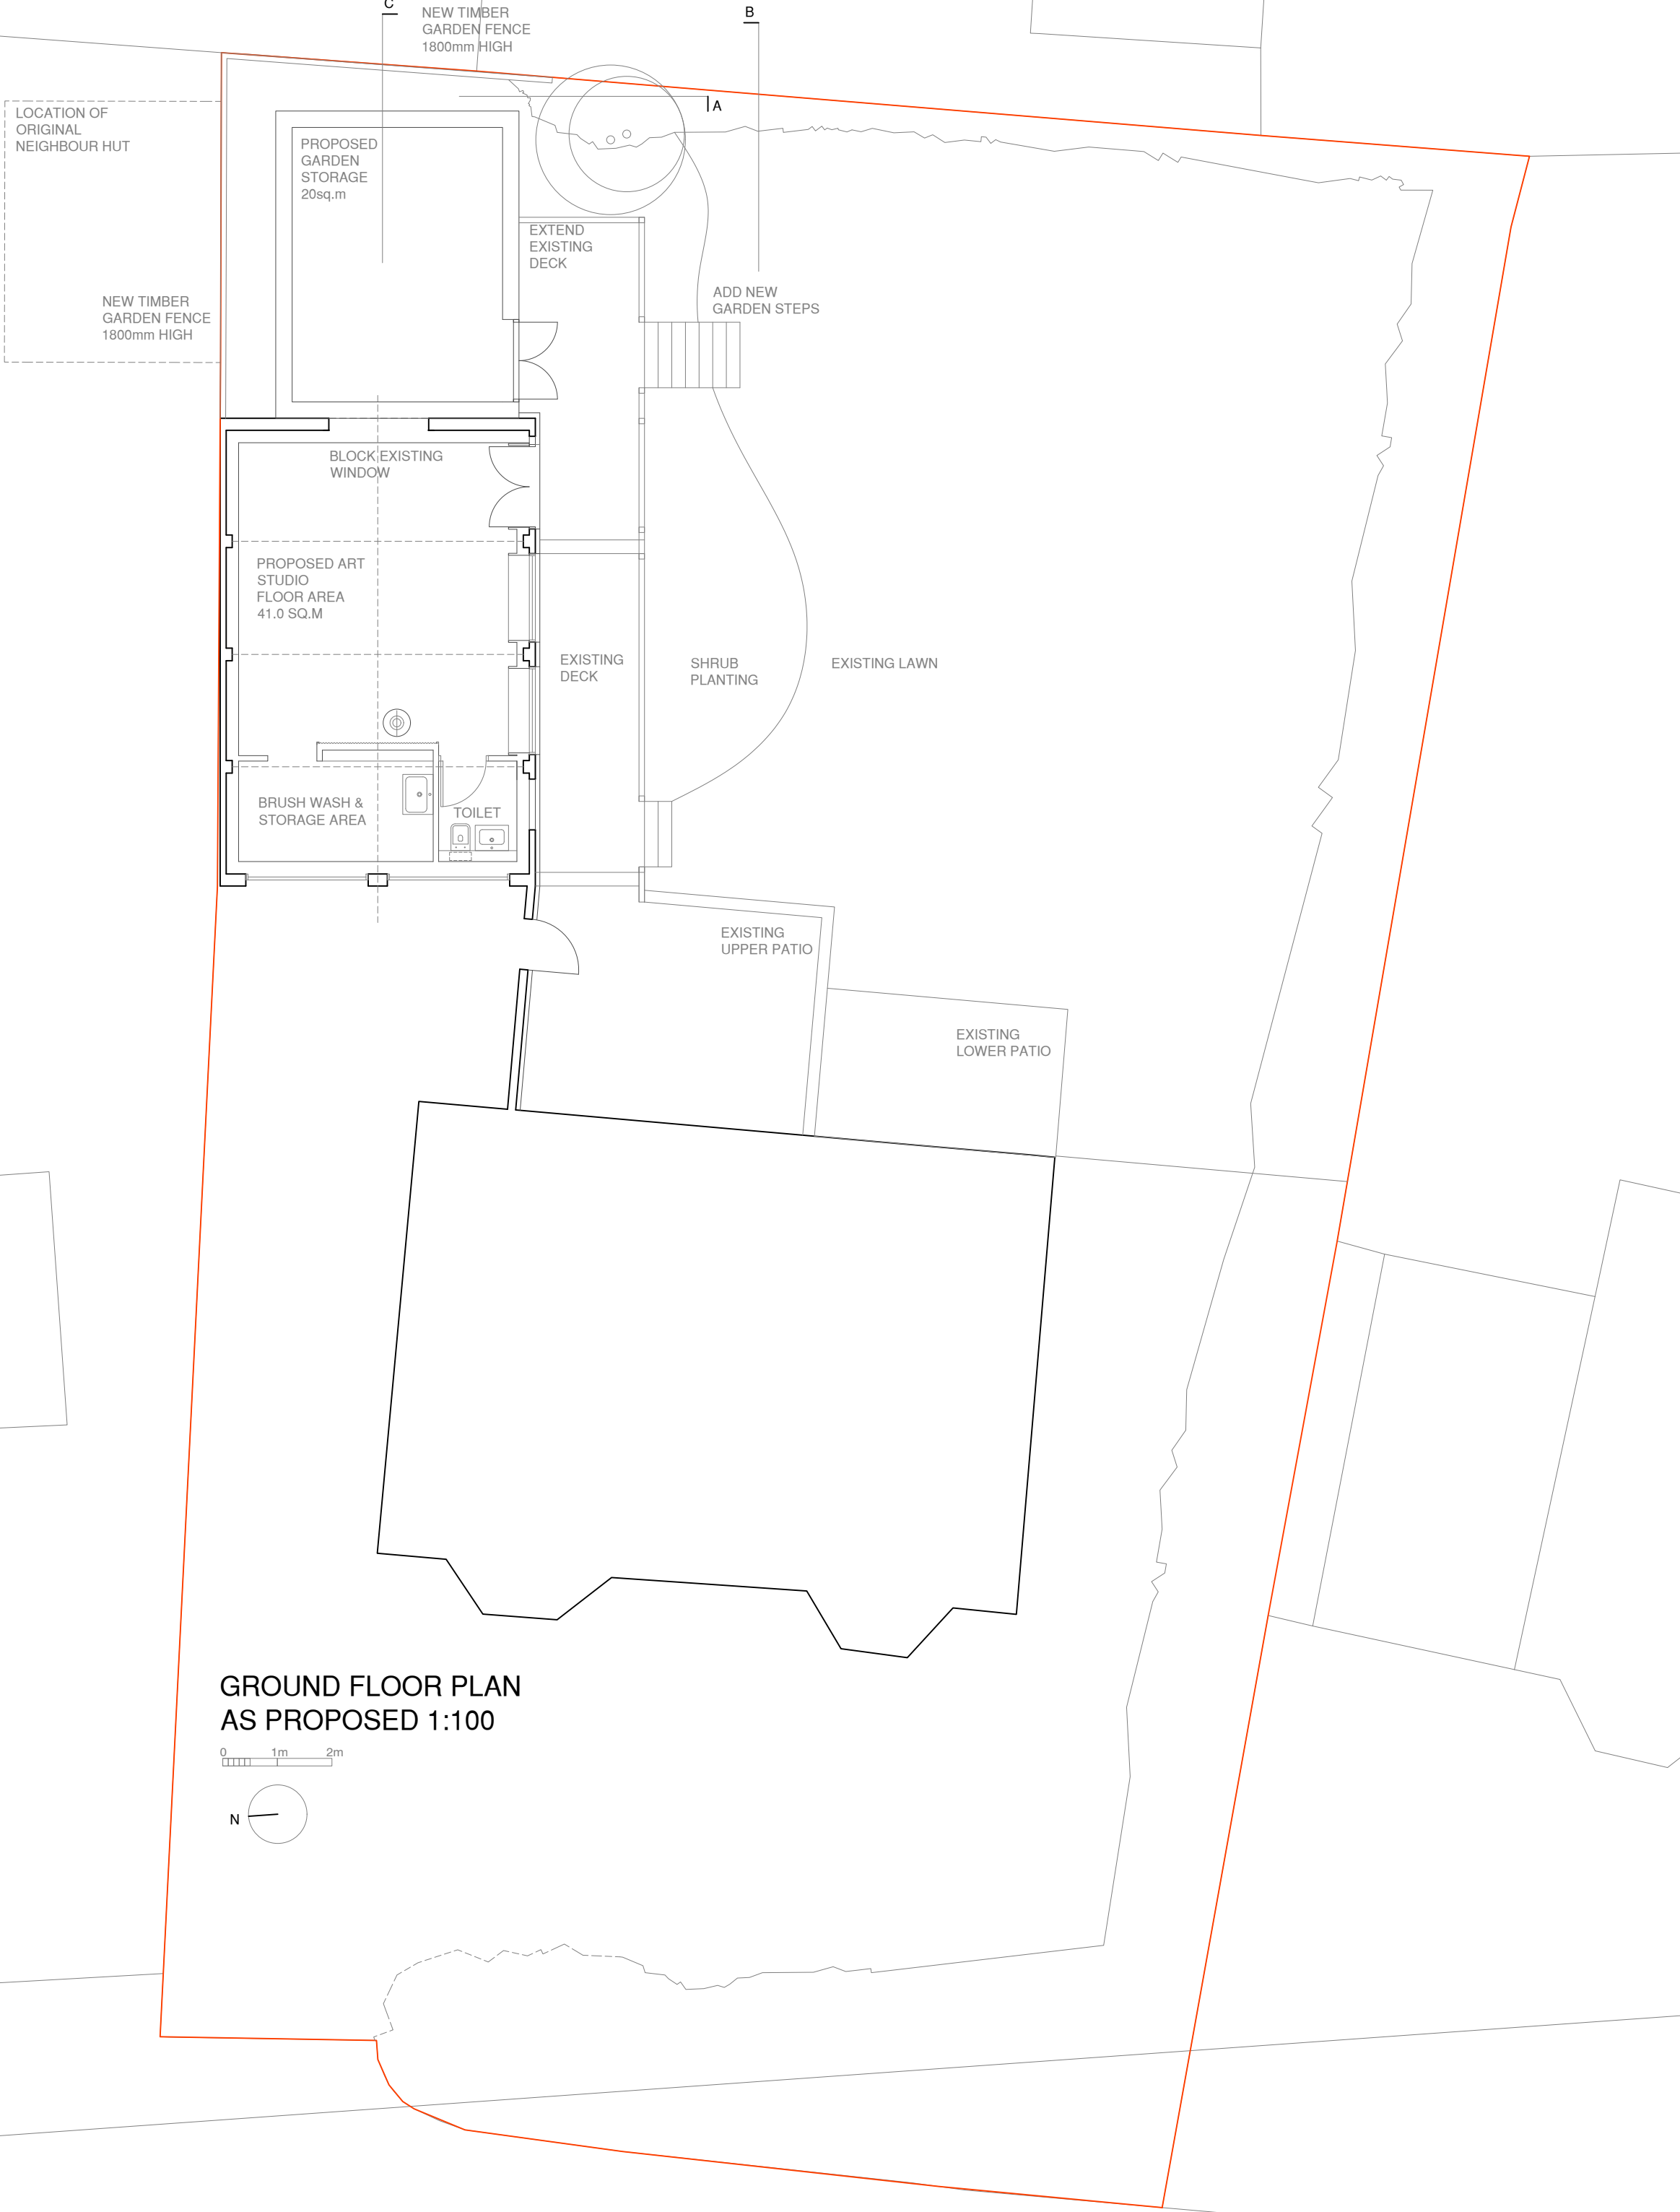 C
NEW TIMBER
GARDEN FENCE
1800mm HIGH
B
A
LOCATION OF
ORIGINAL
NEIGHBOUR HUT
PROPOSED
GARDEN
STORAGE
20sq.m
EXTEND
EXISTING
DECK
NEW TIMBER
GARDEN FENCE
1800mm HIGH
ADD NEW
GARDEN STEPS
BLOCK EXISTING
WINDOW
PROPOSED ART
STUDIO
FLOOR AREA
41.0 SQ.M
EXISTING
DECK
SHRUB
PLANTING
EXISTING LAWN
BRUSH WASH &
STORAGE AREA
TOILET
EXISTING
UPPER PATIO
EXISTING
LOWER PATIO
GROUND FLOOR PLAN
AS PROPOSED 1:100
0 1m 2m
N